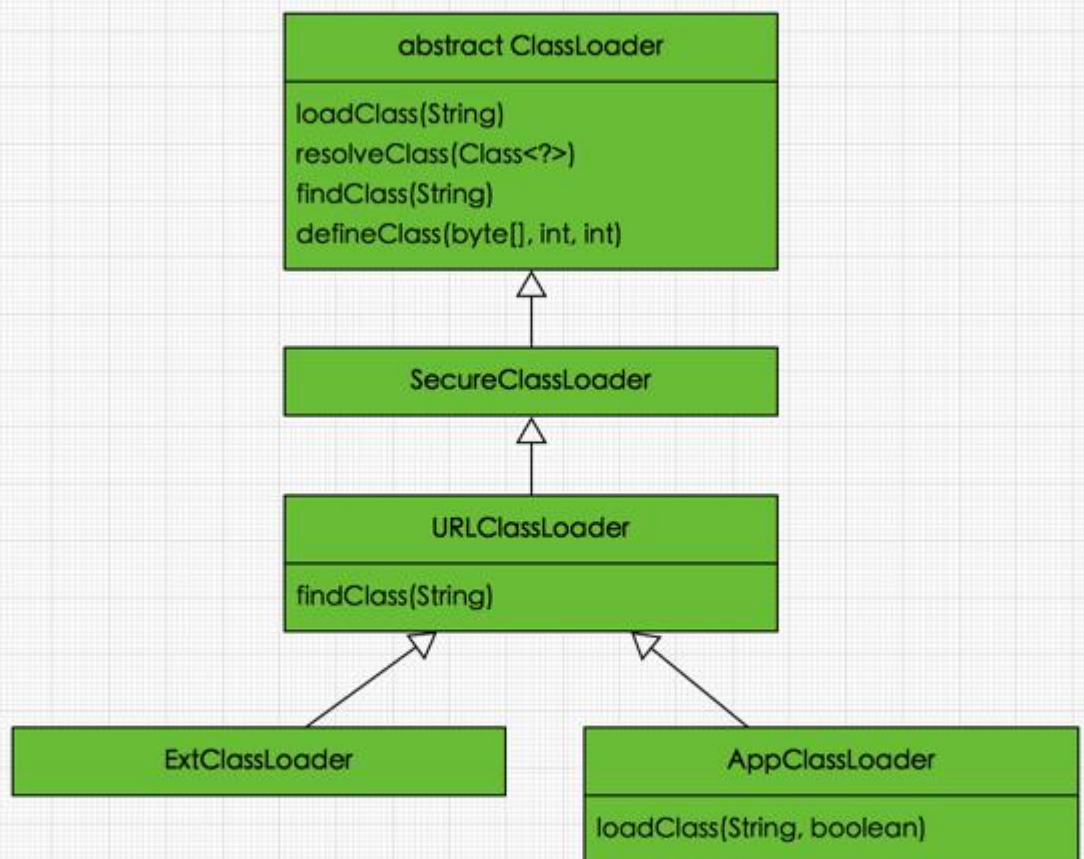 abstract ClassLoader
loadClass(String)
resolveClass(Class<?>)
findClass(String)
defineClass(byte[], int, int)
SecureClassLoader
URLClassLoader
findClass(String)
ExtClassLoader
AppClassLoader
loadClass(String, boolean)